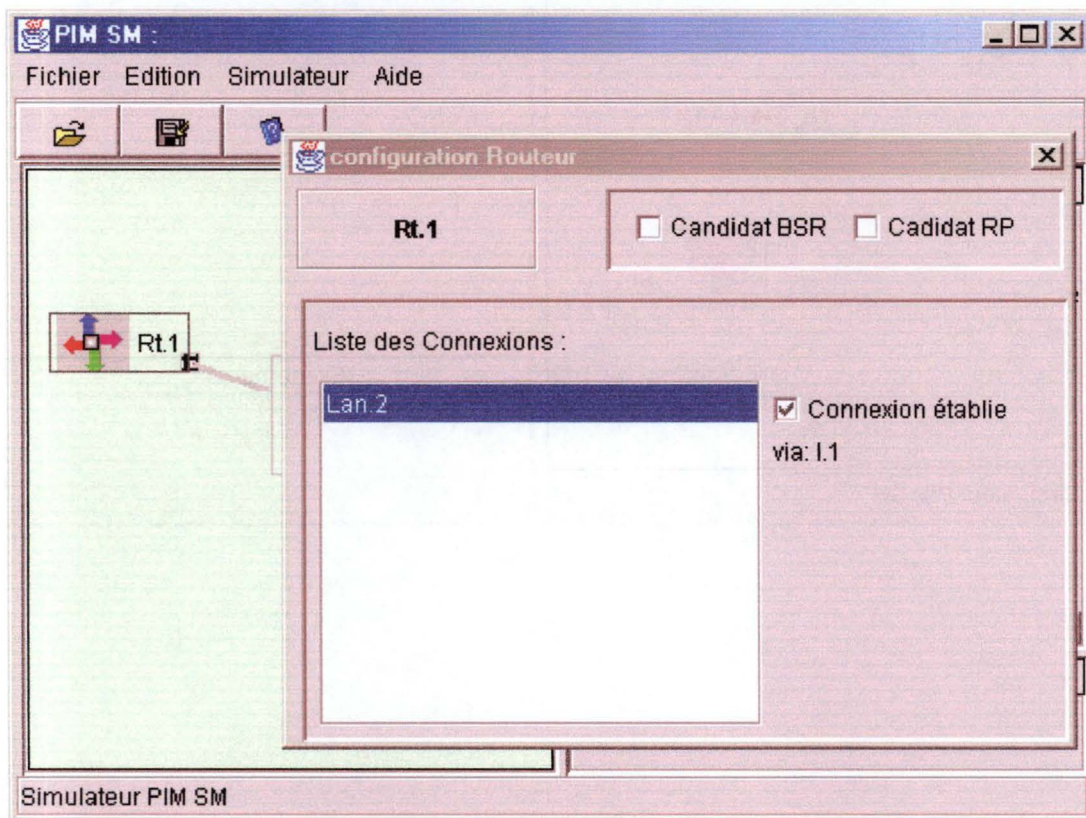 PIM SM :
Fichier Edition Simulateur Aide
configuration Routeur
Rt.1
Candidat BSR Cadidat RP
Rt.1
Liste des Connexions :
Lan.2
Connexion établie
via: I.1
Simulateur PIM SM